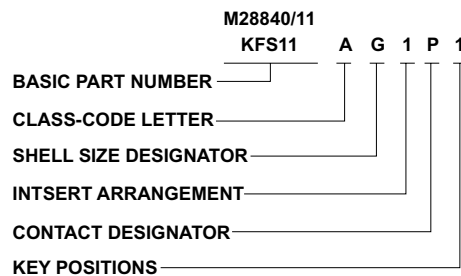 M28840/11
KFS11 A G 1 P 1
BASIC PART NUMBER
CLASS-CODE LETTER
SHELL SIZE DESIGNATOR
INTSERT ARRANGEMENT
CONTACT DESIGNATOR
KEY POSITIONS